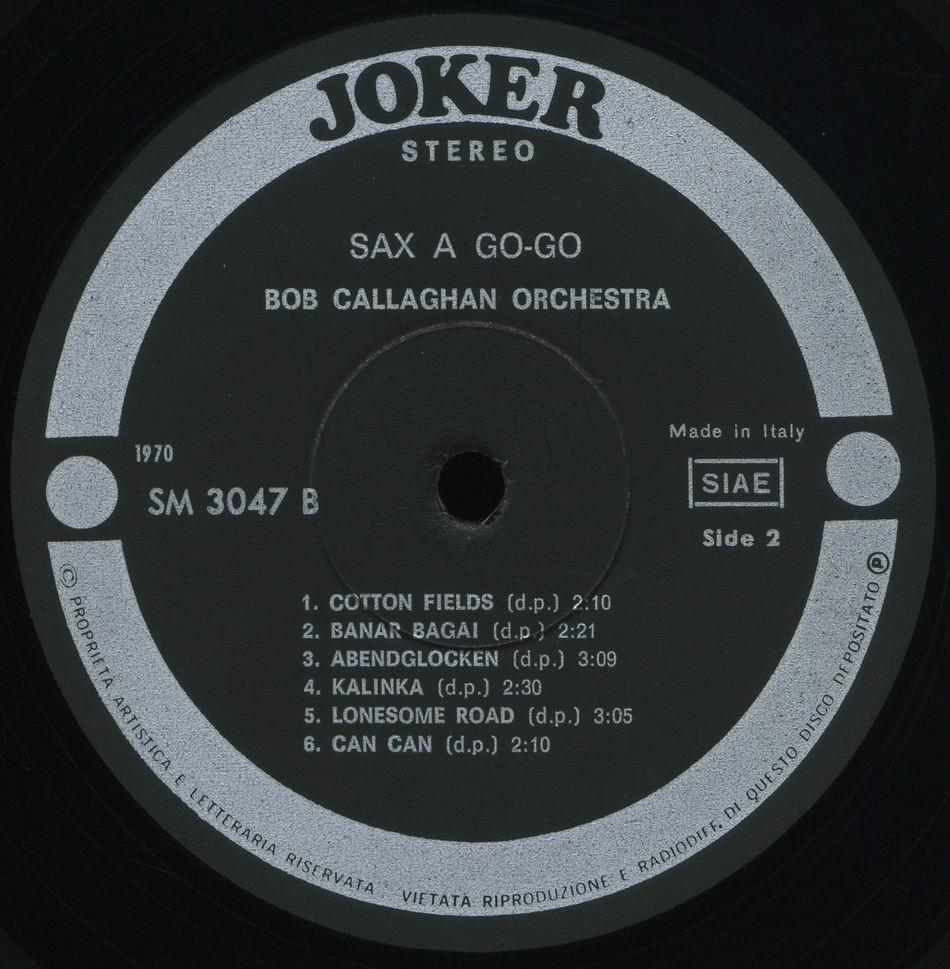 JOKER
STEREO
SAX A GO-GO
BOB CALLAGHAN ORCHESTRA
1970
SM 3047 B
Made in Italy
SIAE
Side 2
1. COTTON FIELDS (d.p.) 2:10
2. BANAR BAGAI (d.p.) 2:21
3. ABENDGLOCKEN (d.p.) 3:09
4. KALINKA (d.p.) 2:30
5. LONESOME ROAD (d.p.) 3:05
6. CAN CAN (d.p.) 2:10
© PROPRIETA ARTISTICA E LETTERARIA RISERVATA VIETATA RIPRODUZIONE E RADIODIFF. DI QUESTO DISCO DEPOSITATO ℗